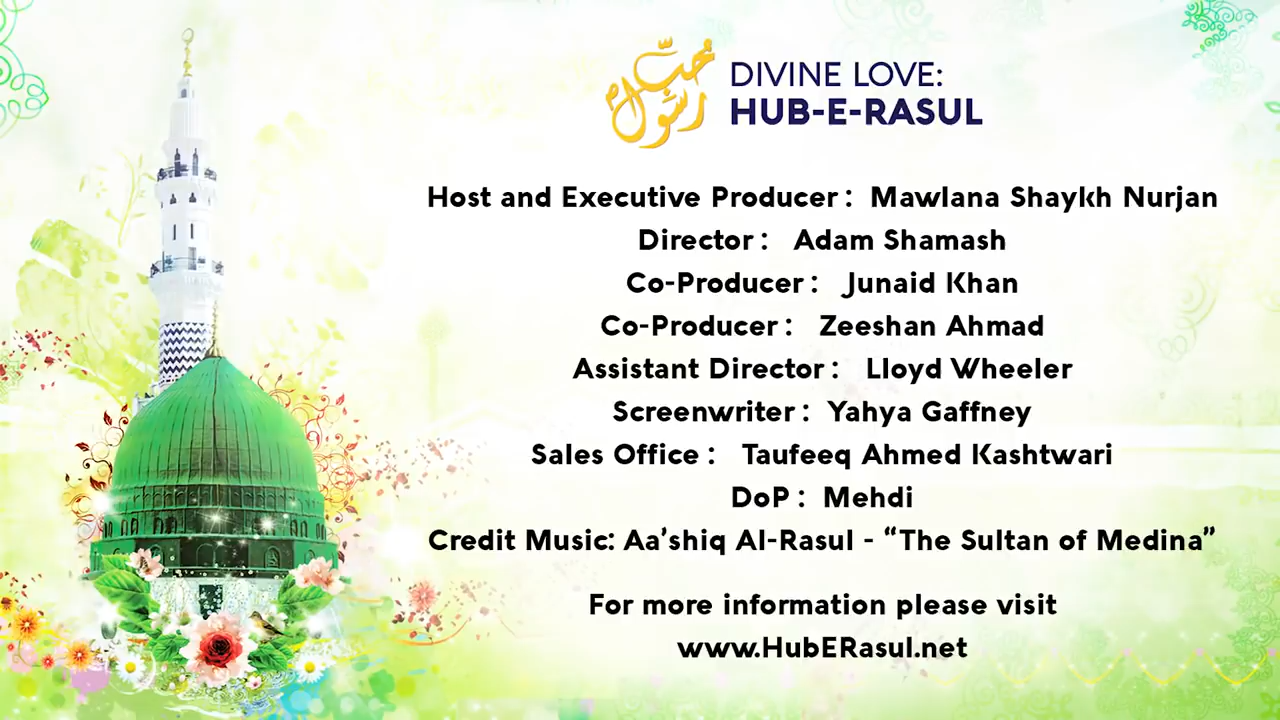 حبّ رسول
DIVINE LOVE:
HUB-E-RASUL
Host and Executive Producer : Mawlana Shaykh Nurjan
Director : Adam Shamash
Co-Producer : Junaid Khan
Co-Producer : Zeeshan Ahmad
Assistant Director : Lloyd Wheeler
Screenwriter : Yahya Gaffney
Sales Office : Taufeeq Ahmed Kashtwari
DoP : Mehdi
Credit Music: Aa’shiq Al-Rasul - “The Sultan of Medina”
For more information please visit
www.HubERasul.net